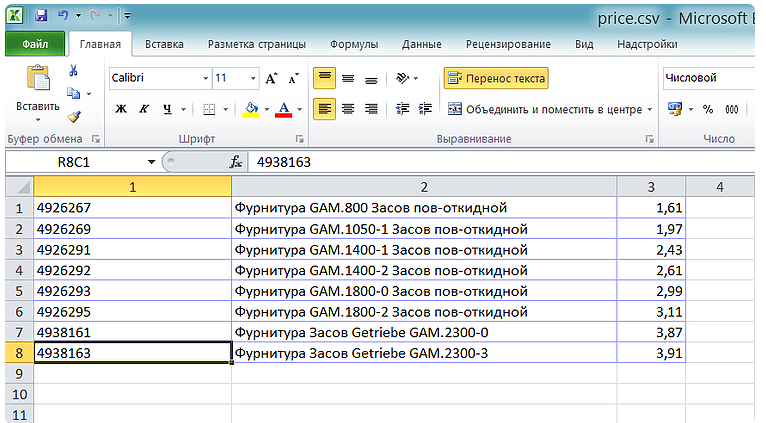 price.csv - Microsoft E
Файл Главная Вставка Разметка страницы Формулы Данные Рецензирование Вид Надстройки
Calibri 11 A A Перенос текста Числовой
Вставить Ж К Ч A Объединить и поместить в центре % 000
Буфер обмена Шрифт Выравнивание Число
R8C1 fx 4938163
1 2 3 4
1 4926267 Фурнитура GAM.800 Засов пов-откидной 1,61
2 4926269 Фурнитура GAM.1050-1 Засов пов-откидной 1,97
3 4926291 Фурнитура GAM.1400-1 Засов пов-откидной 2,43
4 4926292 Фурнитура GAM.1400-2 Засов пов-откидной 2,61
5 4926293 Фурнитура GAM.1800-0 Засов пов-откидной 2,99
6 4926295 Фурнитура GAM.1800-2 Засов пов-откидной 3,11
7 4938161 Фурнитура Засов Getriebe GAM.2300-0 3,87
8 4938163 Фурнитура Засов Getriebe GAM.2300-3 3,91
9
10
11